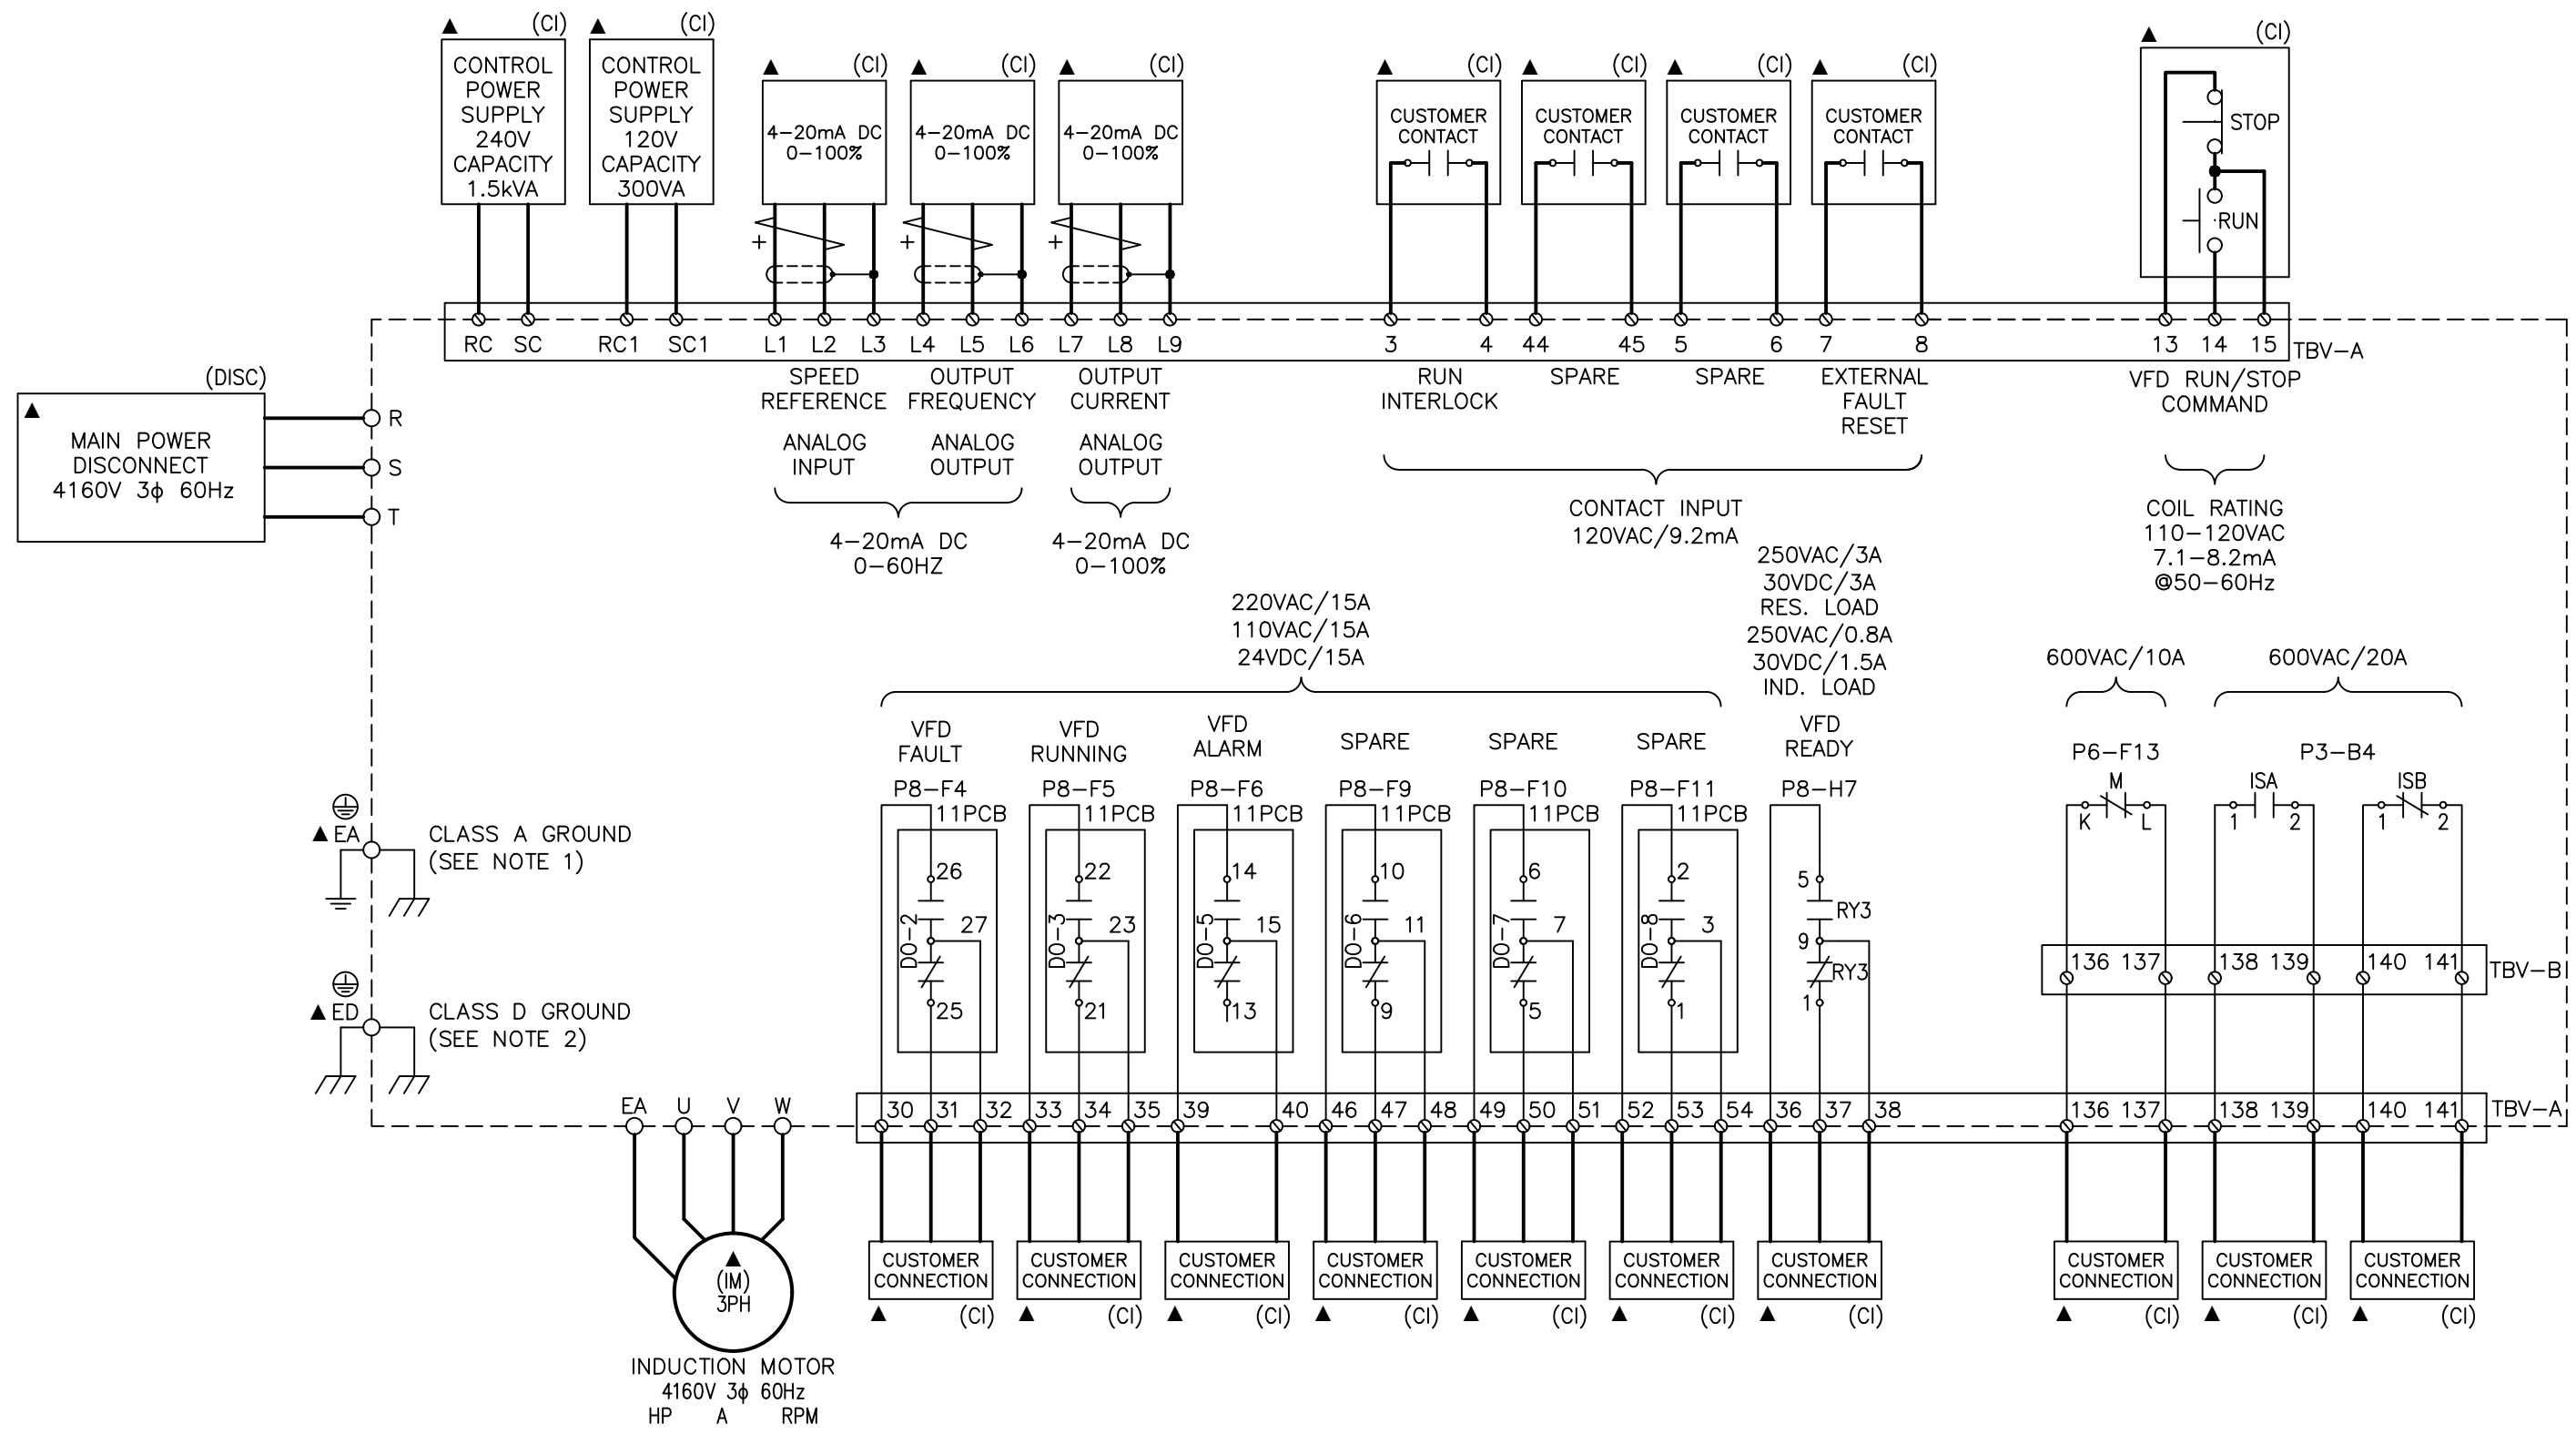 (CI)
CONTROL
POWER
SUPPLY
240V
CAPACITY
1.5kVA
(CI)
CONTROL
POWER
SUPPLY
120V
CAPACITY
300VA
(CI)
4-20mA DC
0-100%
+
(CI)
4-20mA DC
0-100%
+
(CI)
4-20mA DC
0-100%
+
(CI)
CUSTOMER
CONTACT
(CI)
CUSTOMER
CONTACT
(CI)
CUSTOMER
CONTACT
(CI)
CUSTOMER
CONTACT
(CI)
STOP
RUN
RC SC RC1 SC1 L1 L2 L3 L4 L5 L6 L7 L8 L9 3 4 44 45 5 6 7 8 13 14 15 TBV-A
SPEED
REFERENCE
ANALOG
INPUT
OUTPUT
FREQUENCY
ANALOG
OUTPUT
4-20mA DC
0-60HZ
OUTPUT
CURRENT
ANALOG
OUTPUT
4-20mA DC
0-100%
RUN
INTERLOCK
SPARE
SPARE
EXTERNAL
FAULT
RESET
CONTACT INPUT
120VAC/9.2mA
VFD RUN/STOP
COMMAND
COIL RATING
110-120VAC
7.1-8.2mA
@50-60Hz
(DISC)
MAIN POWER
DISCONNECT
4160V 3ϕ 60Hz
R
S
T
EA
CLASS A GROUND
(SEE NOTE 1)
ED
CLASS D GROUND
(SEE NOTE 2)
220VAC/15A
110VAC/15A
24VDC/15A
250VAC/3A
30VDC/3A
RES. LOAD
250VAC/0.8A
30VDC/1.5A
IND. LOAD
600VAC/10A
600VAC/20A
VFD
FAULT
P8-F4
11PCB
26
DO-2
27
25
VFD
RUNNING
P8-F5
11PCB
22
DO-3
23
21
VFD
ALARM
P8-F6
11PCB
14
DO-5
15
13
SPARE
P8-F9
11PCB
10
DO-6
11
9
SPARE
P8-F10
11PCB
6
DO-7
7
5
SPARE
P8-F11
11PCB
2
DO-8
3
1
VFD
READY
P8-H7
5
RY3
9
RY3
1
P6-F13
M
K L
P3-B4
ISA
1 2
ISB
1 2
136 137 138 139 140 141 TBV-B
EA U V W
30 31 32 33 34 35 39 40 46 47 48 49 50 51 52 53 54 36 37 38 136 137 138 139 140 141 TBV-A
(IM)
3PH
INDUCTION MOTOR
4160V 3ϕ 60Hz
HP A RPM
CUSTOMER
CONNECTION
(CI)
CUSTOMER
CONNECTION
(CI)
CUSTOMER
CONNECTION
(CI)
CUSTOMER
CONNECTION
(CI)
CUSTOMER
CONNECTION
(CI)
CUSTOMER
CONNECTION
(CI)
CUSTOMER
CONNECTION
(CI)
CUSTOMER
CONNECTION
(CI)
CUSTOMER
CONNECTION
(CI)
CUSTOMER
CONNECTION
(CI)